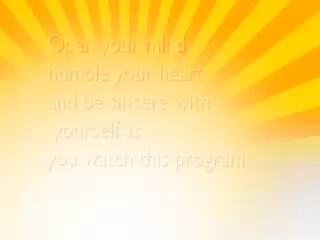 Open your mind
humble your heart
and be sincere with
yourself as
you watch this program